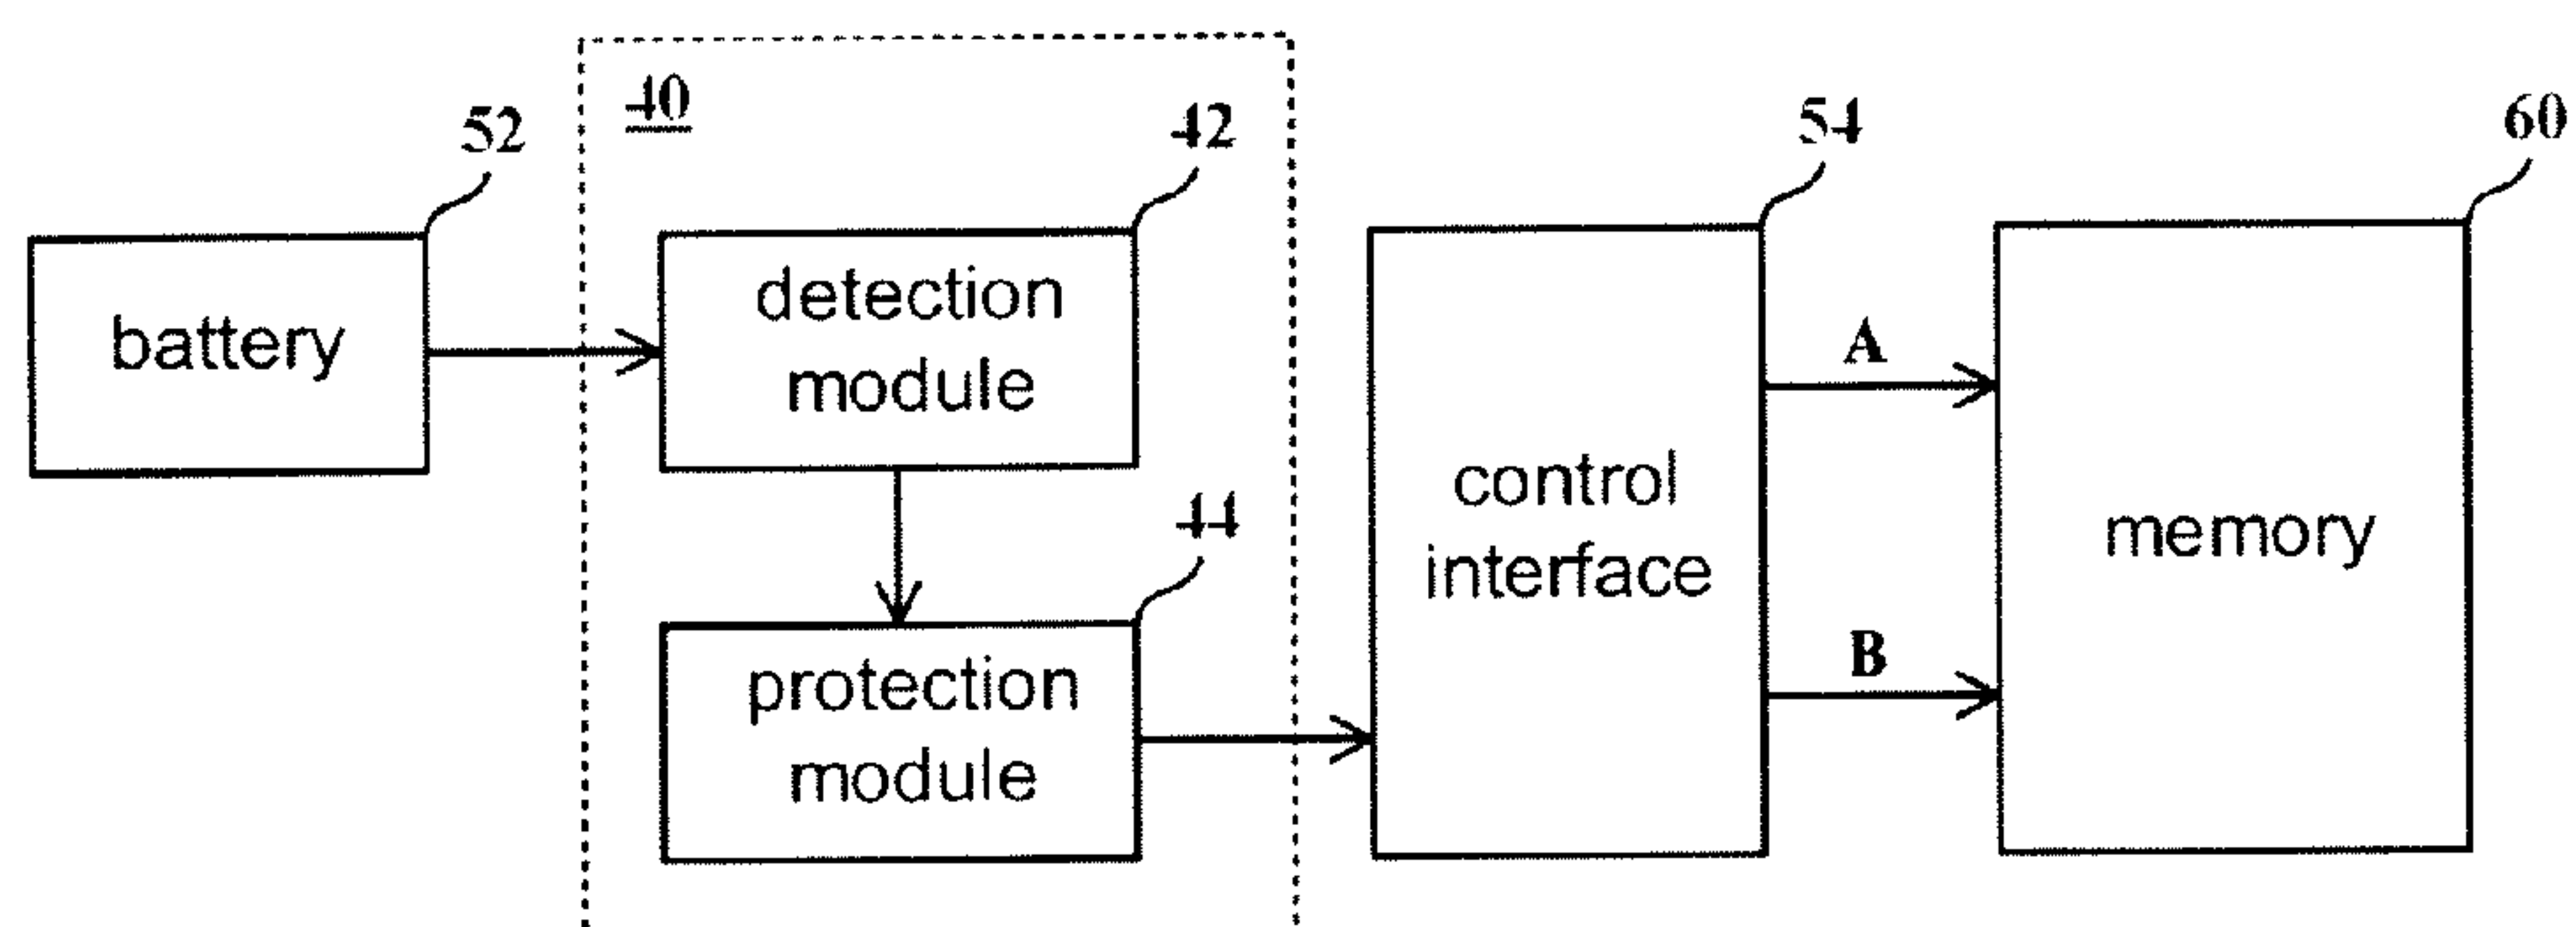 52
40
42
54
60
battery
detection
module
control
interface
A
memory
B
44
protection
module